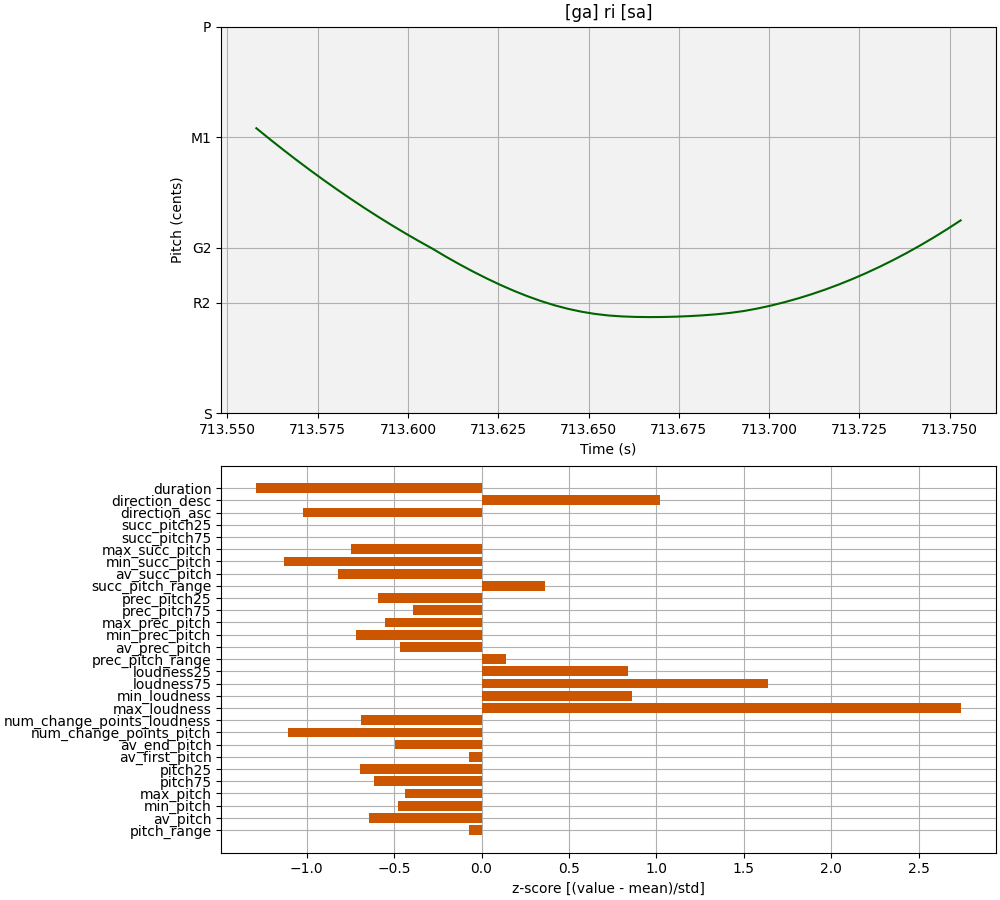 [ga] ri [sa]
P
M1
G2
R2
S
Pitch (cents)
713.550 713.575 713.600 713.625 713.650 713.675 713.700 713.725 713.750
Time (s)
duration
direction_desc
direction_asc
succ_pitch25
succ_pitch75
max_succ_pitch
min_succ_pitch
av_succ_pitch
succ_pitch_range
prec_pitch25
prec_pitch75
max_prec_pitch
min_prec_pitch
av_prec_pitch
prec_pitch_range
loudness25
loudness75
min_loudness
max_loudness
num_change_points_loudness
num_change_points_pitch
av_end_pitch
av_first_pitch
pitch25
pitch75
max_pitch
min_pitch
av_pitch
pitch_range
−1.0 −0.5 0.0 0.5 1.0 1.5 2.0 2.5
z-score [(value - mean)/std]